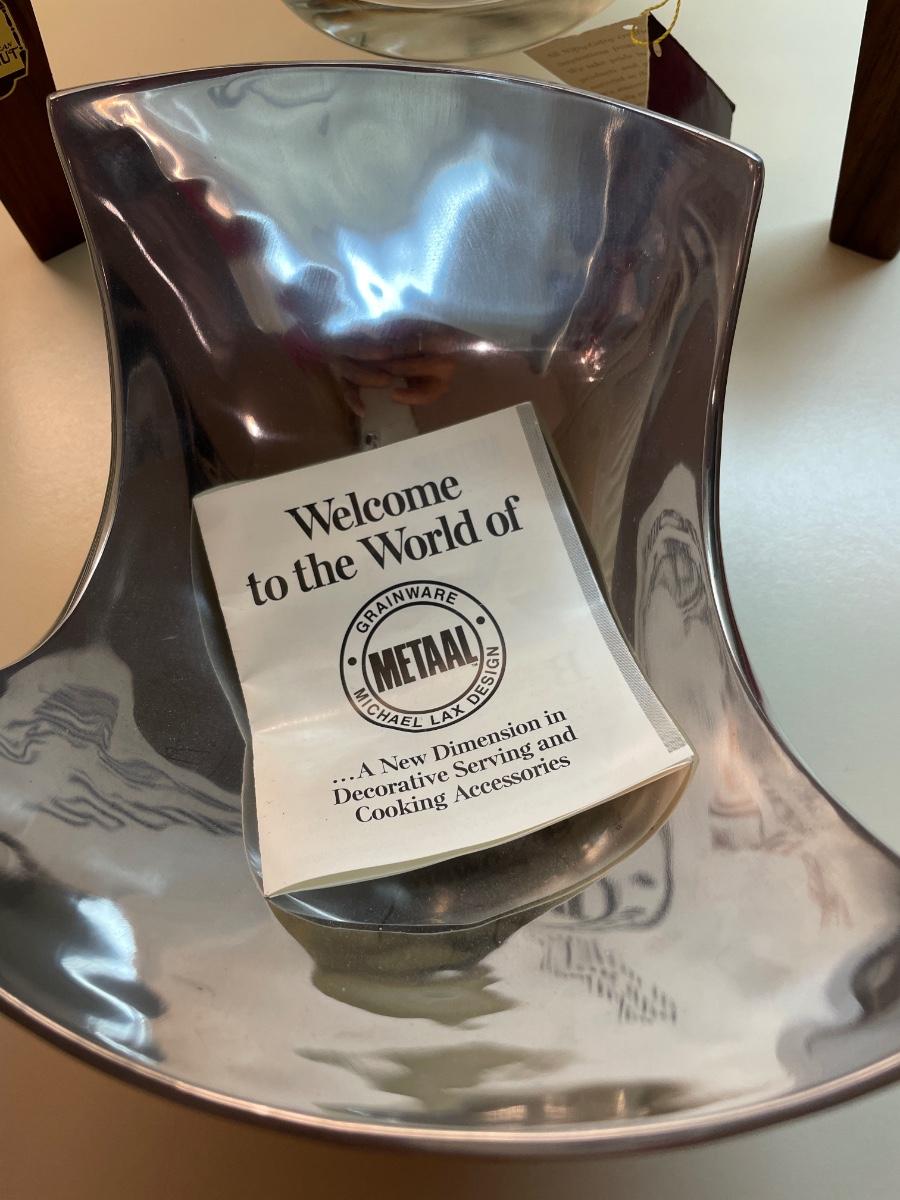 Welcome
to the World of
GRAINWARE
METAAL
MICHAEL LAX DESIGN
...A New Dimension in
Decorative Serving and
Cooking Accessories